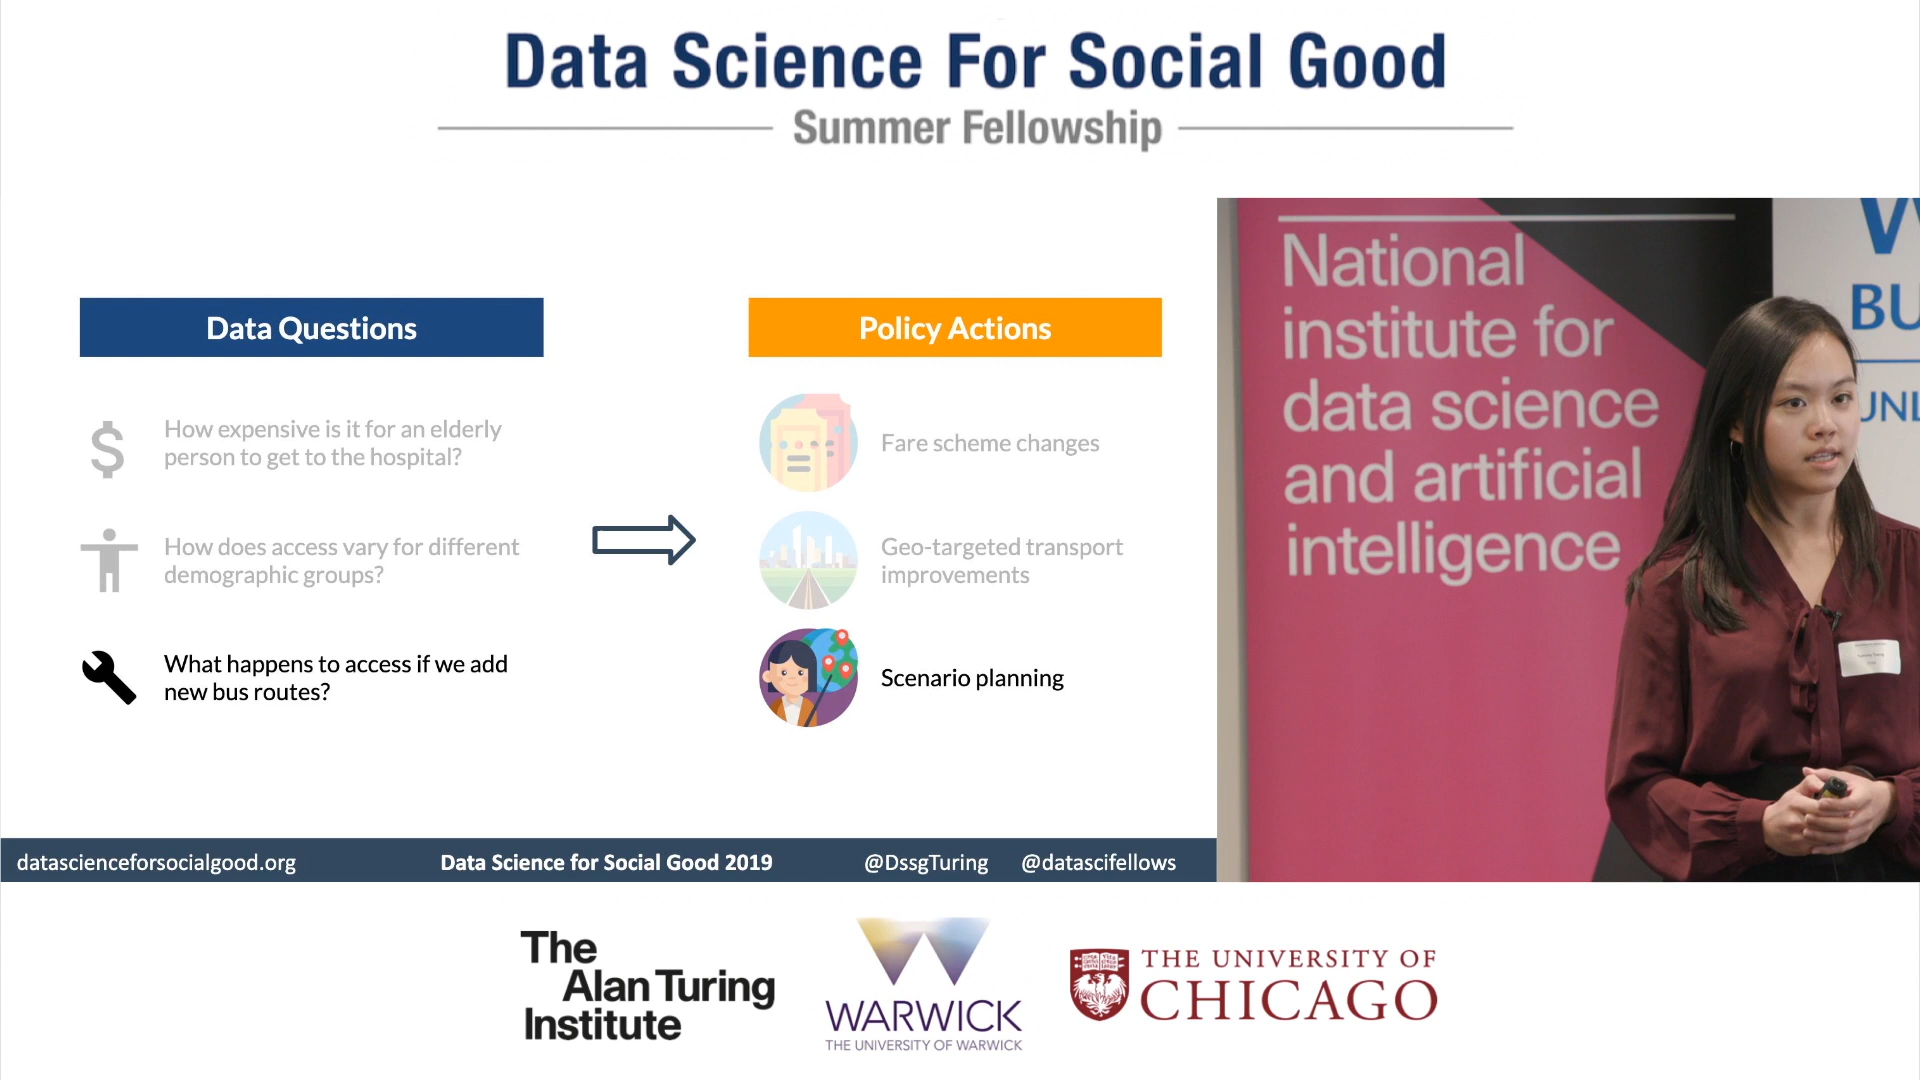 Data Science For Social Good
Summer Fellowship
Data Questions
How expensive is it for an elderly
person to get to the hospital?
How does access vary for different
demographic groups?
What happens to access if we add
new bus routes?
Policy Actions
Fare scheme changes
Geo-targeted transport
improvements
Scenario planning
National
institute for
data science
and artificial
intelligence
W
BU
UNI
datascienceforsocialgood.org
Data Science for Social Good 2019
@DssgTuring
@datascifellows
The
Alan Turing
Institute
WARWICK
THE UNIVERSITY OF WARWICK
THE UNIVERSITY OF
CHICAGO